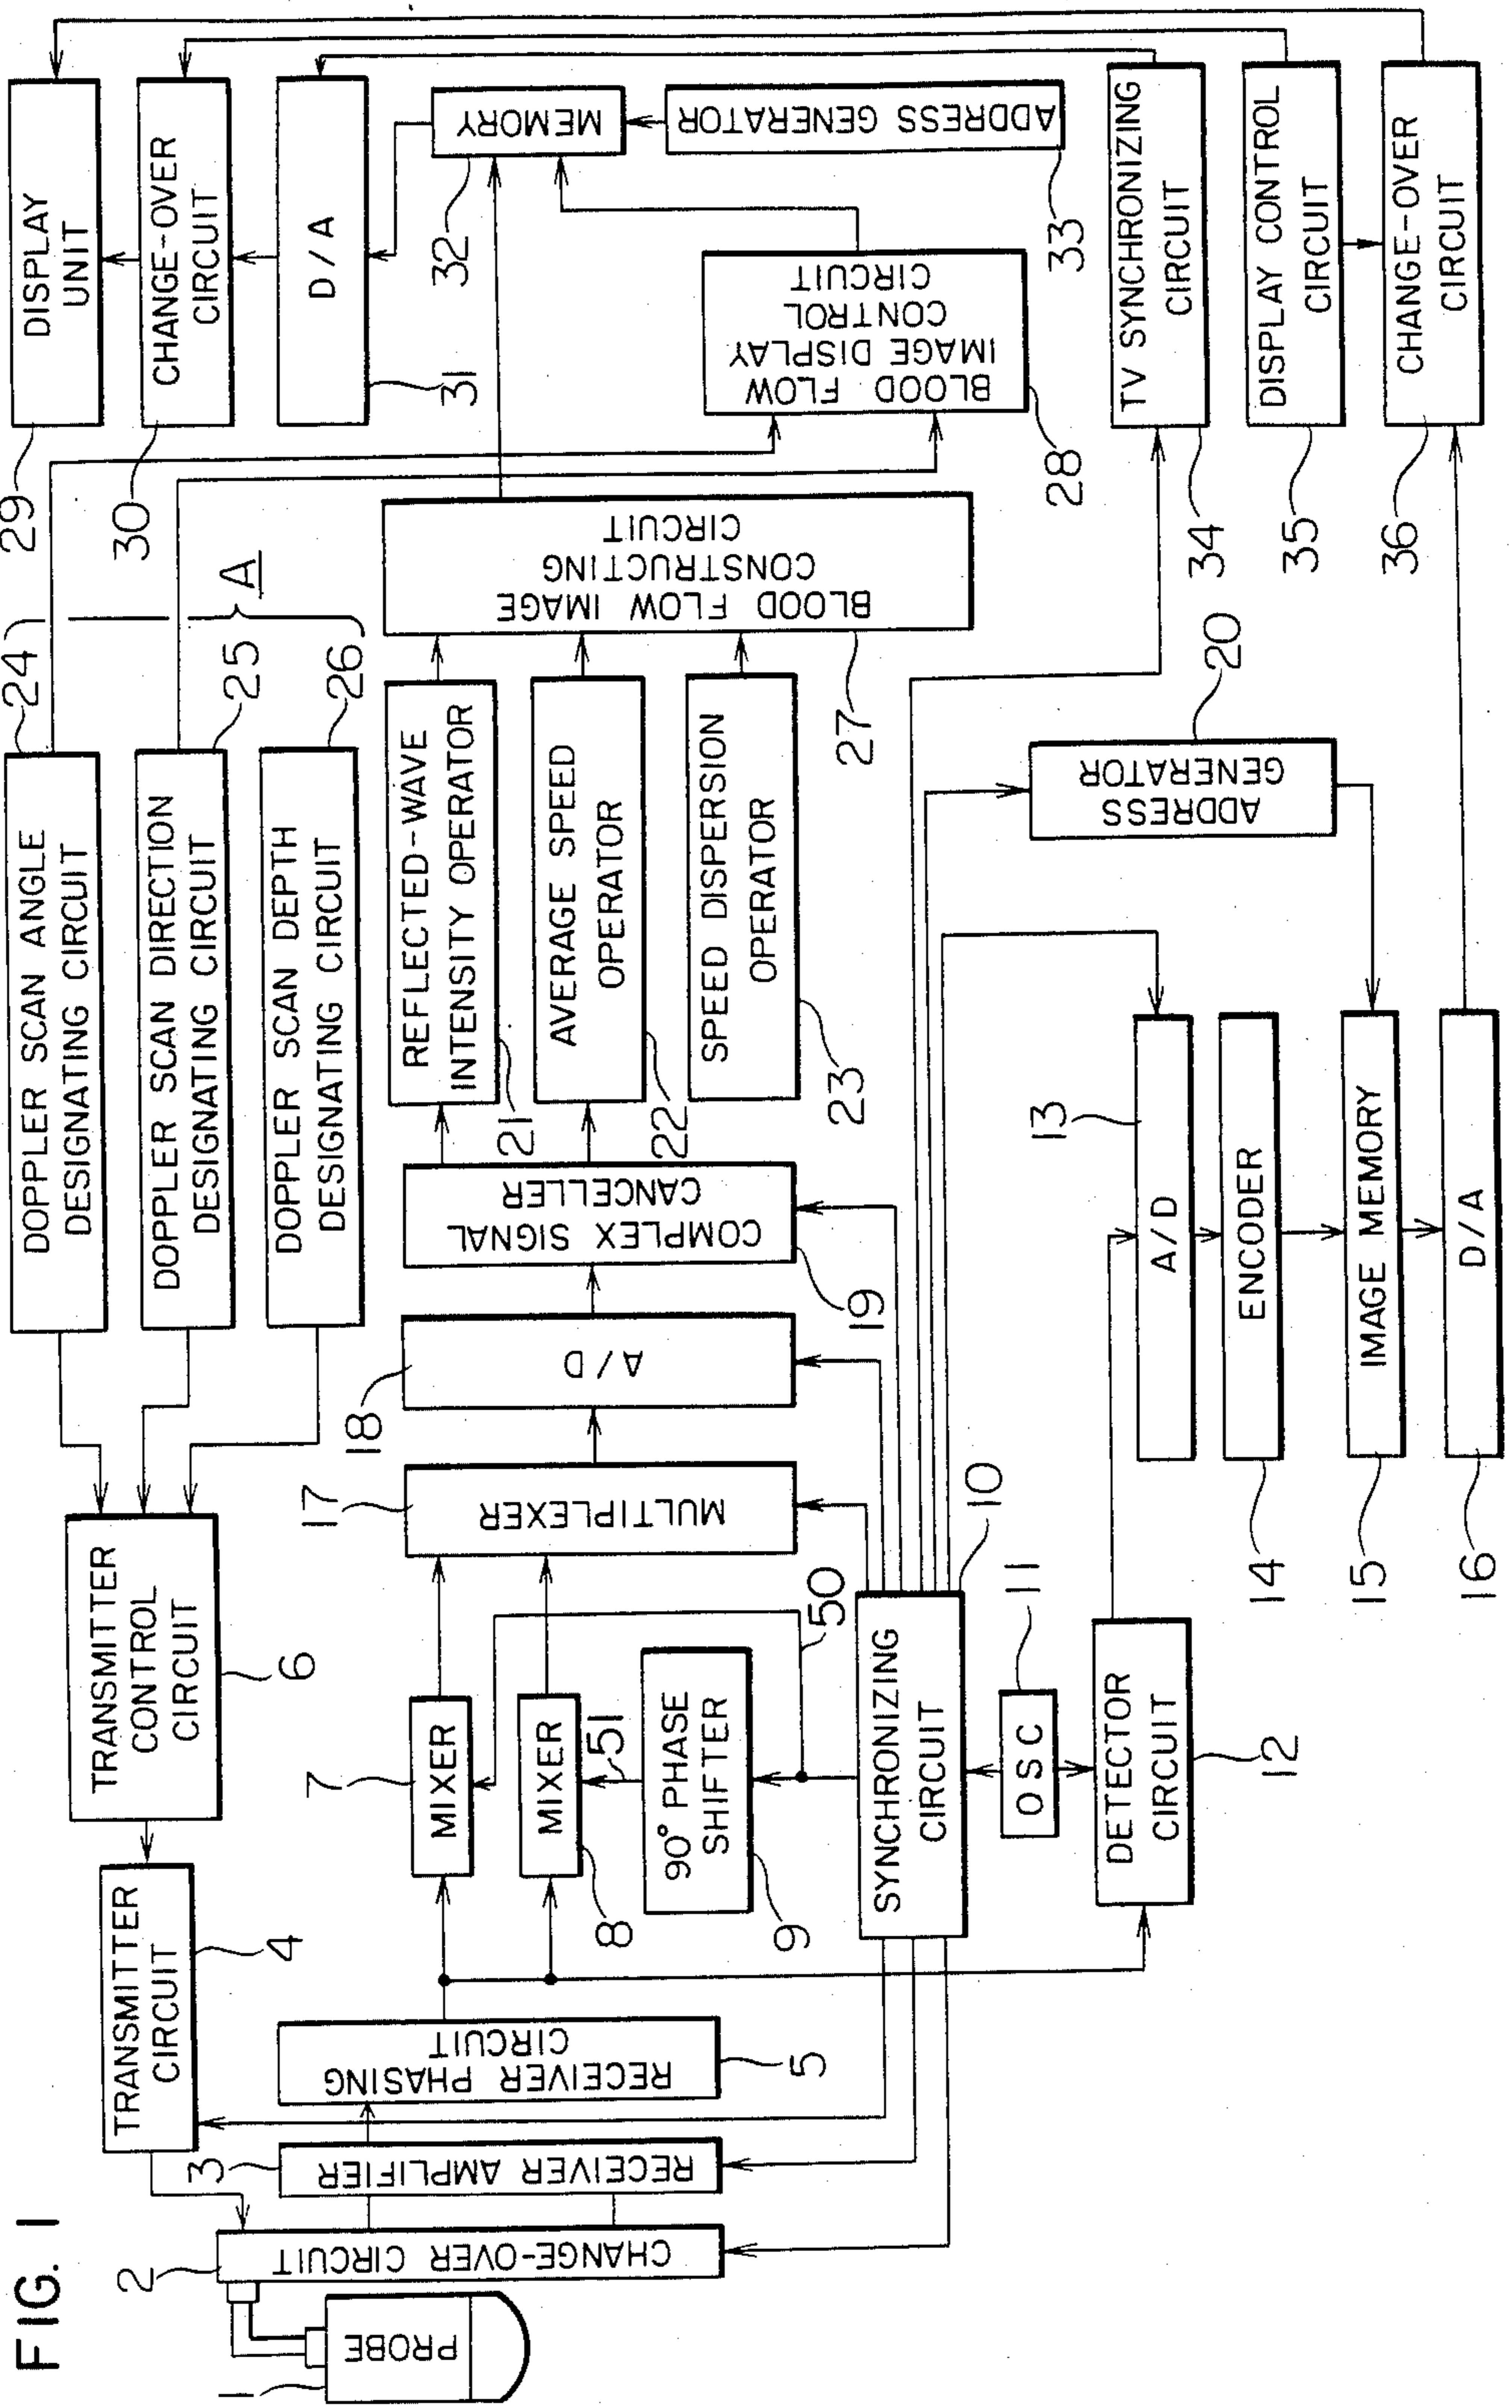 FIG. 1
PROBE
1
CHANGE-OVER CIRCUIT
2
RECEIVER AMPLIFIER
3
TRANSMITTER
CIRCUIT
4
RECEIVER PHASING
CIRCUIT
5
TRANSMITTER
CONTROL
CIRCUIT
6
MIXER
7
MIXER
8
90° PHASE
SHIFTER
9
51
50
SYNCHRONIZING
CIRCUIT
10
OSC
11
DETECTOR
CIRCUIT
12
MULTIPLEXER
17
A/D
18
COMPLEX SIGNAL
CANCELLER
19
DOPPLER SCAN ANGLE
DESIGNATING CIRCUIT
24
DOPPLER SCAN DIRECTION
DESIGNATING CIRCUIT
25
DOPPLER SCAN DEPTH
DESIGNATING CIRCUIT
26
A
REFLECTED-WAVE
INTENSITY OPERATOR
21
AVERAGE SPEED
OPERATOR
22
SPEED DISPERSION
OPERATOR
23
BLOOD FLOW IMAGE
CONSTRUCTING
CIRCUIT
27
ADDRESS
GENERATOR
20
A/D
13
ENCODER
14
IMAGE MEMORY
15
D/A
16
DISPLAY
UNIT
29
CHANGE-OVER
CIRCUIT
30
D/A
31
MEMORY
32
ADDRESS GENERATOR
33
BLOOD FLOW
IMAGE DISPLAY
CONTROL
CIRCUIT
28
TV SYNCHRONIZING
CIRCUIT
34
DISPLAY CONTROL
CIRCUIT
35
CHANGE-OVER
CIRCUIT
36